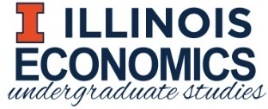 I ILLINOIS
ECONOMICS
undergraduate studies